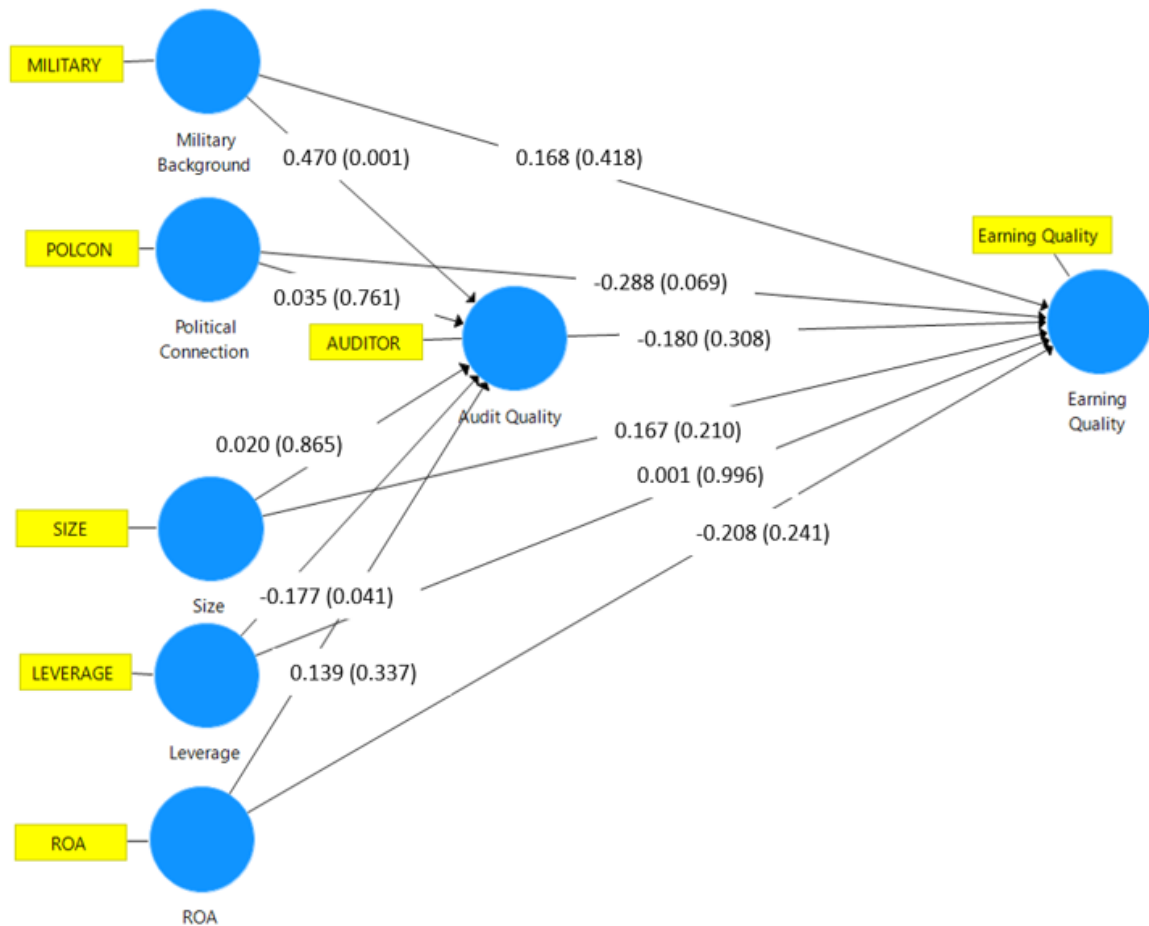 MILITARY
Military
Background
0.470 (0.001)
0.168 (0.418)
POLCON
Political
Connection
0.035 (0.761)
-0.288 (0.069)
Earning Quality
AUDITOR
Audit Quality
-0.180 (0.308)
Earning
Quality
0.020 (0.865)
0.167 (0.210)
0.001 (0.996)
SIZE
Size
-0.208 (0.241)
-0.177 (0.041)
LEVERAGE
Leverage
0.139 (0.337)
ROA
ROA